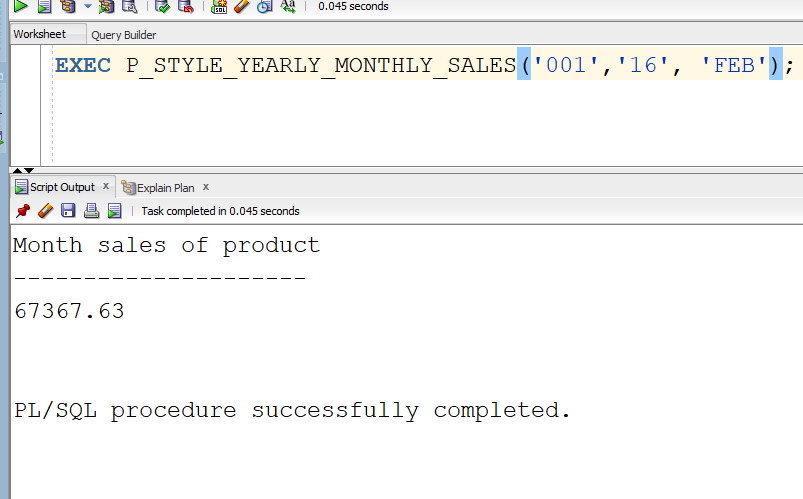 0.045 seconds
Worksheet Query Builder
EXEC P_STYLE_YEARLY_MONTHLY_SALES('001','16', 'FEB');
Script Output x Explain Plan x
Task completed in 0.045 seconds
Month sales of product
---------------------
67367.63
PL/SQL procedure successfully completed.